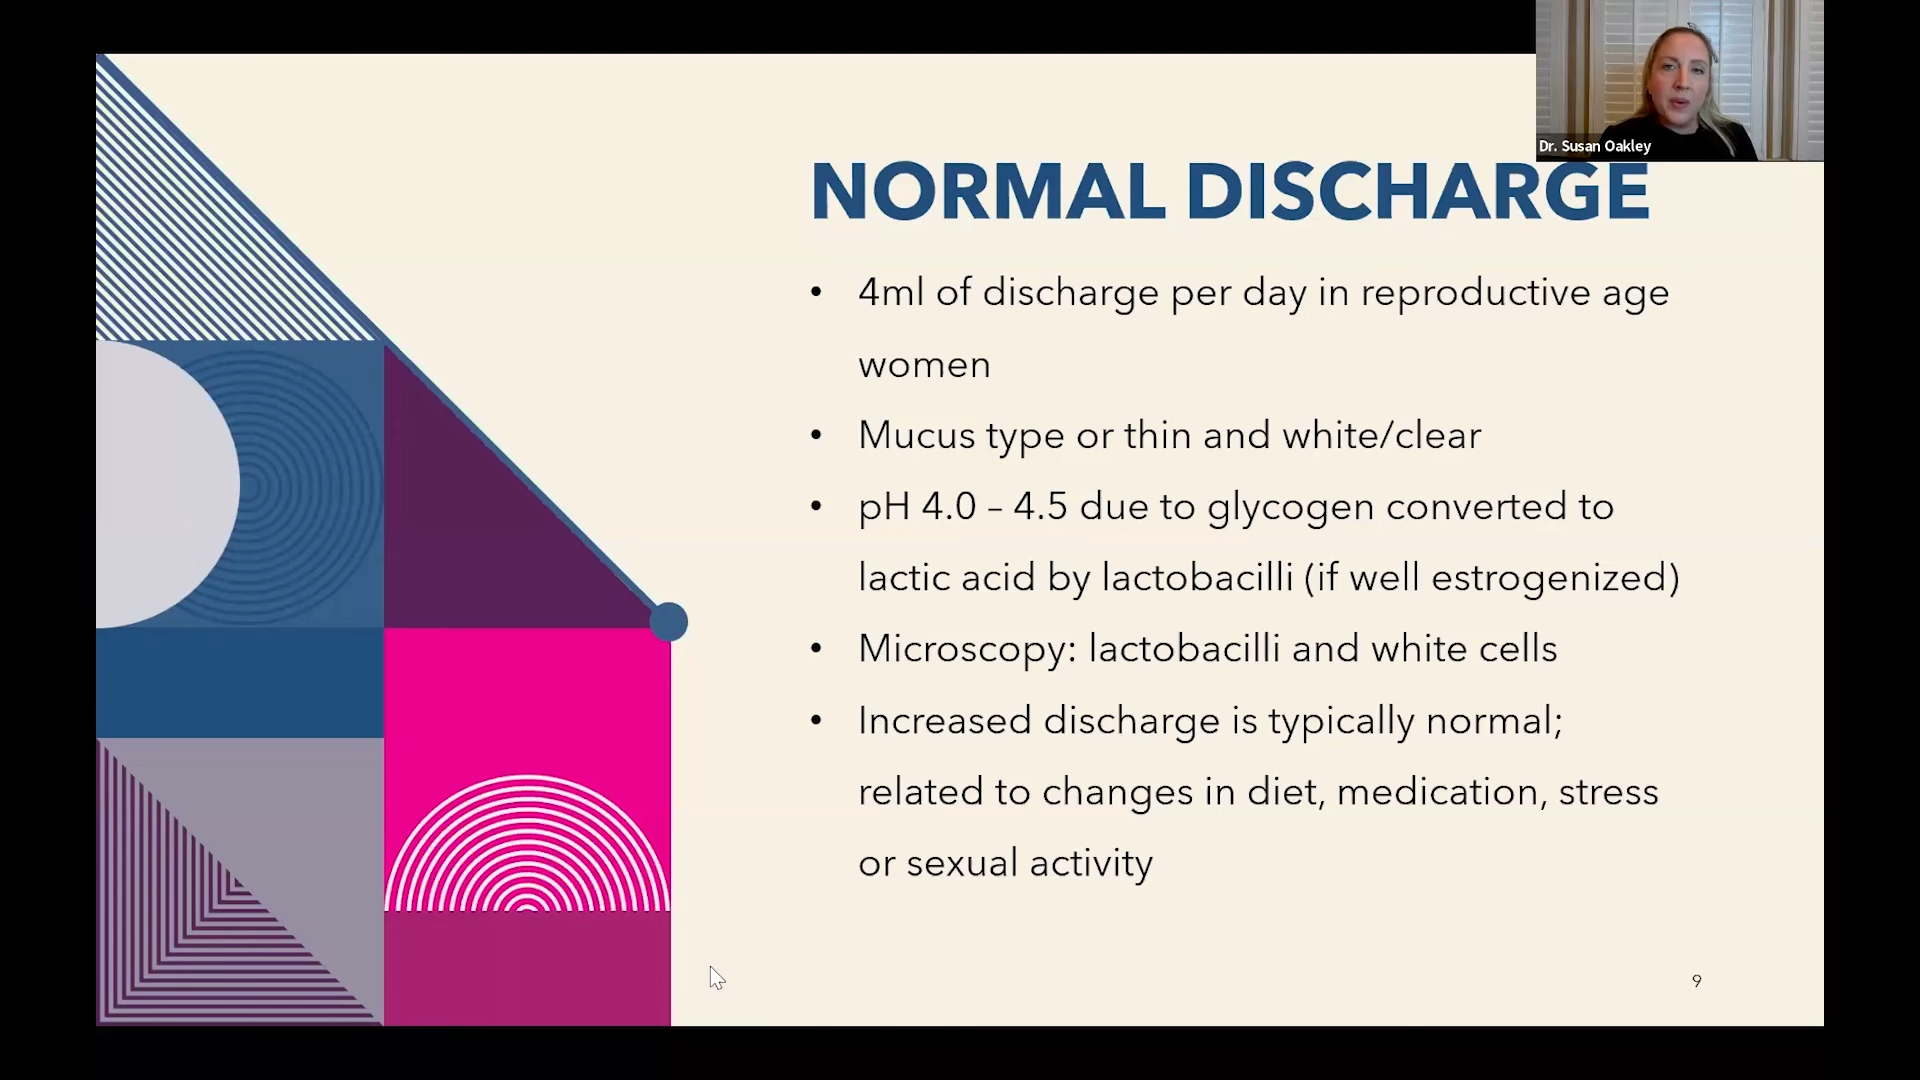 Dr. Susan Oakley
NORMAL DISCHARGE
• 4ml of discharge per day in reproductive age
women
• Mucus type or thin and white/clear
• pH 4.0 – 4.5 due to glycogen converted to
lactic acid by lactobacilli (if well estrogenized)
• Microscopy: lactobacilli and white cells
• Increased discharge is typically normal;
related to changes in diet, medication, stress
or sexual activity
9